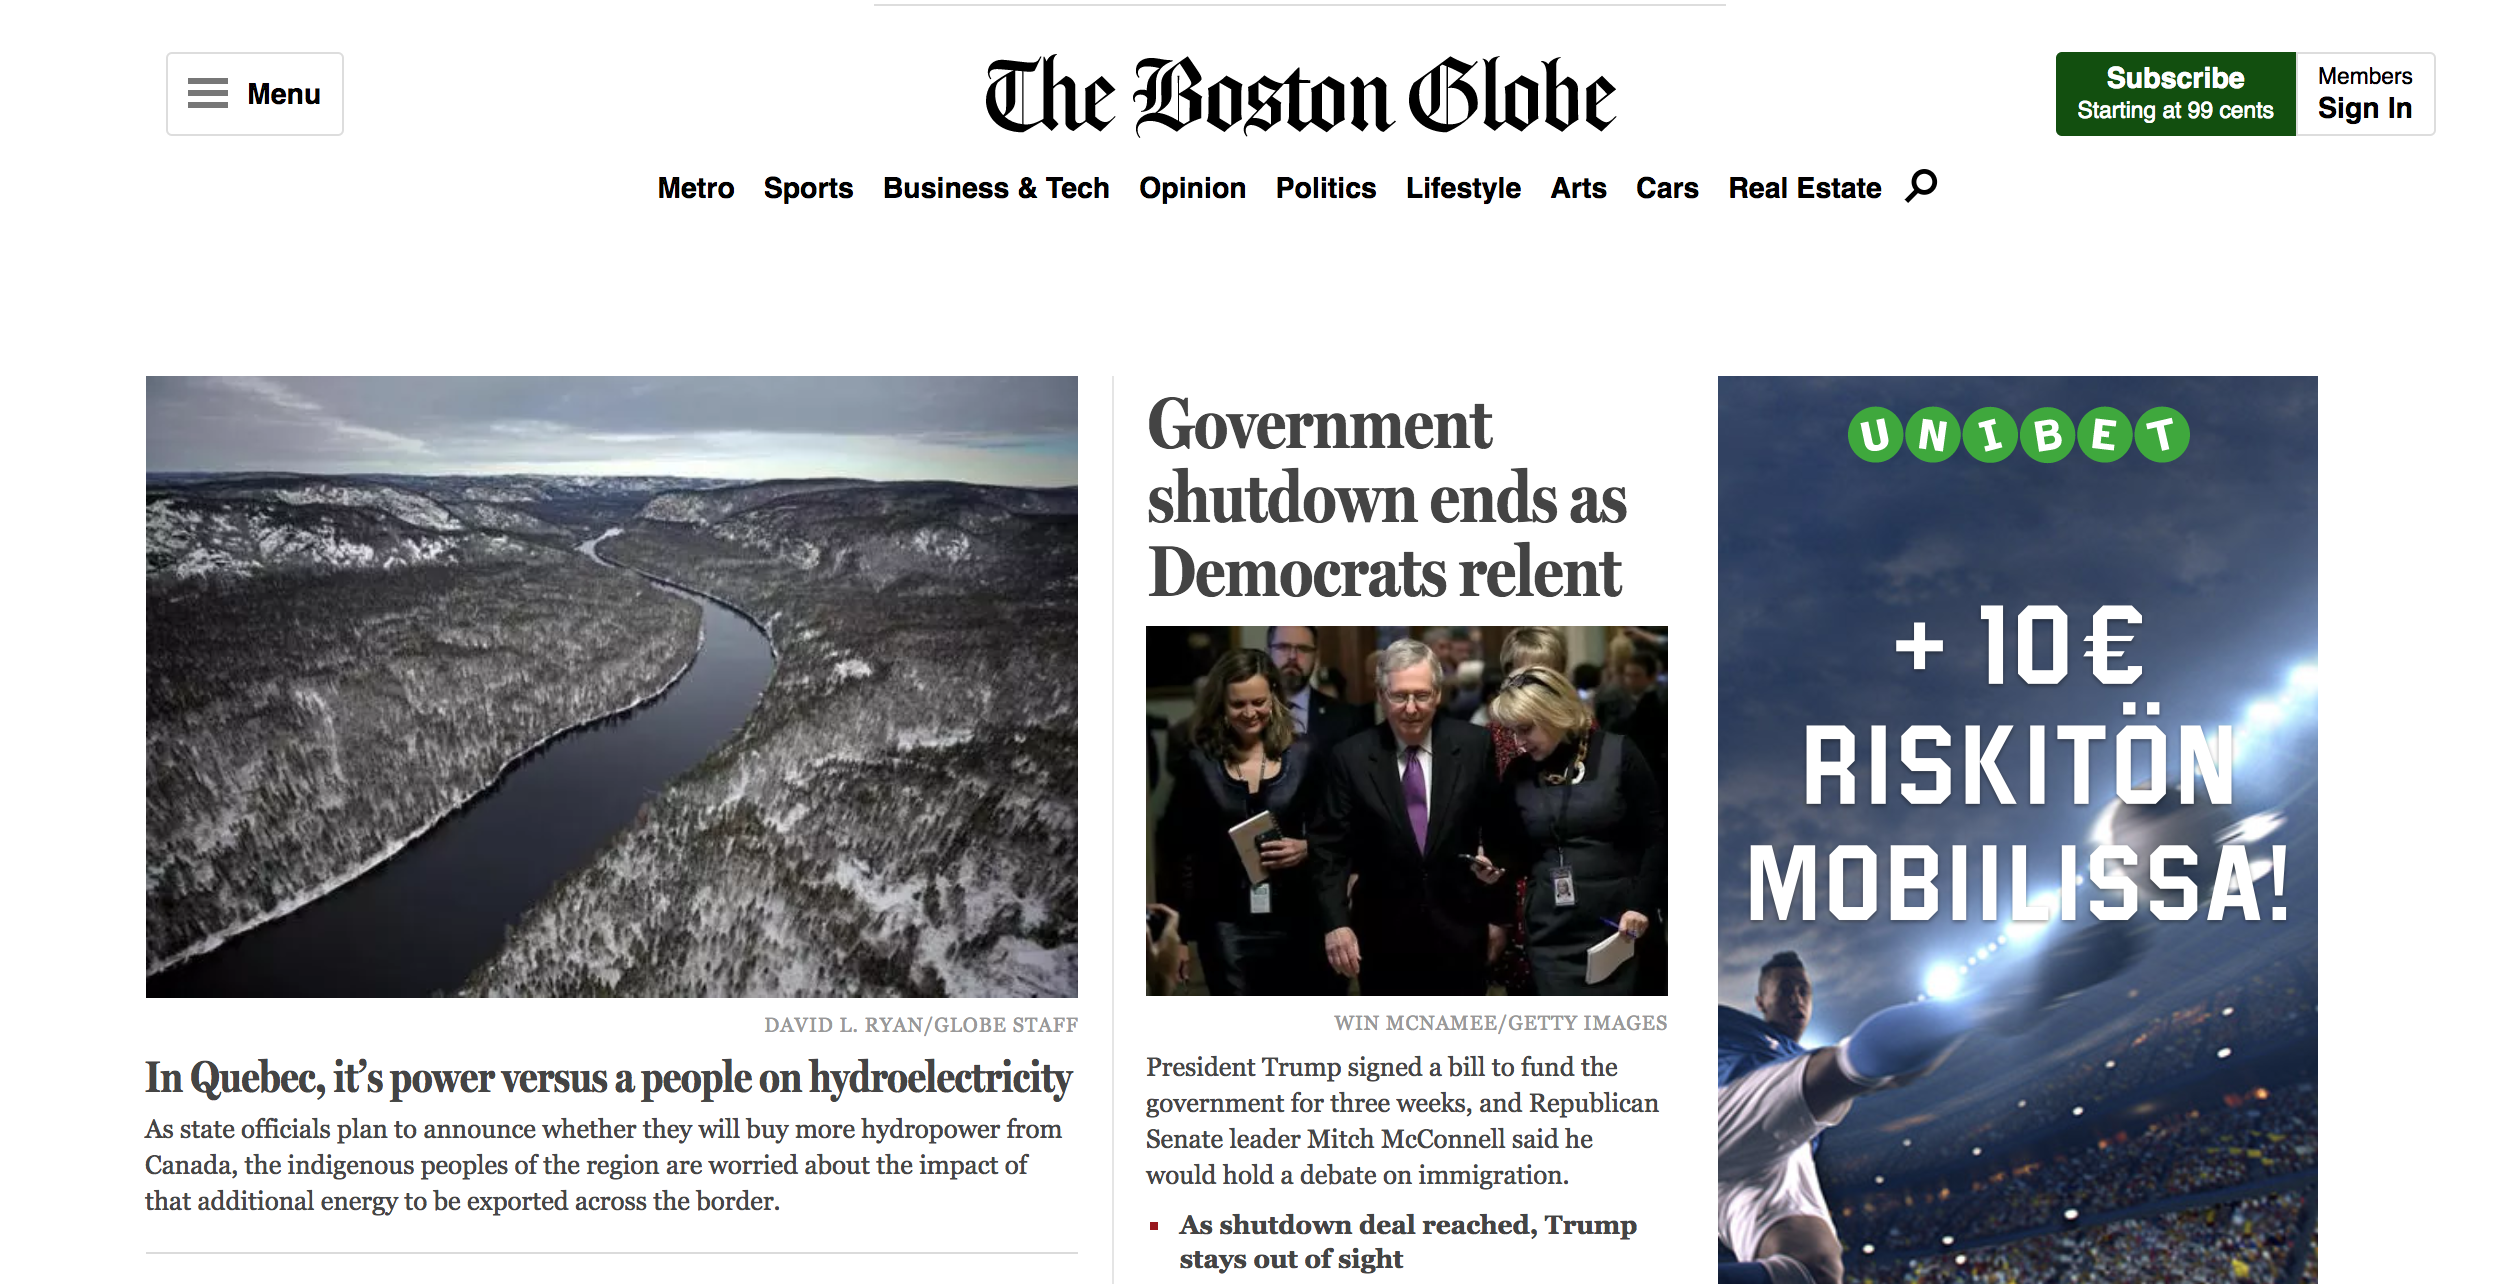 Menu
The Boston Globe
Subscribe
Starting at 99 cents
Members
Sign In
Metro Sports Business & Tech Opinion Politics Lifestyle Arts Cars Real Estate
DAVID L. RYAN/GLOBE STAFF
In Quebec, it’s power versus a people on hydroelectricity
As state officials plan to announce whether they will buy more hydropower from
Canada, the indigenous peoples of the region are worried about the impact of
that additional energy to be exported across the border.
Government
shutdown ends as
Democrats relent
WIN MCNAMEE/GETTY IMAGES
President Trump signed a bill to fund the
government for three weeks, and Republican
Senate leader Mitch McConnell said he
would hold a debate on immigration.
As shutdown deal reached, Trump
stays out of sight
UNIBET
+ 10€
RISKITÖN
MOBIILISSA!